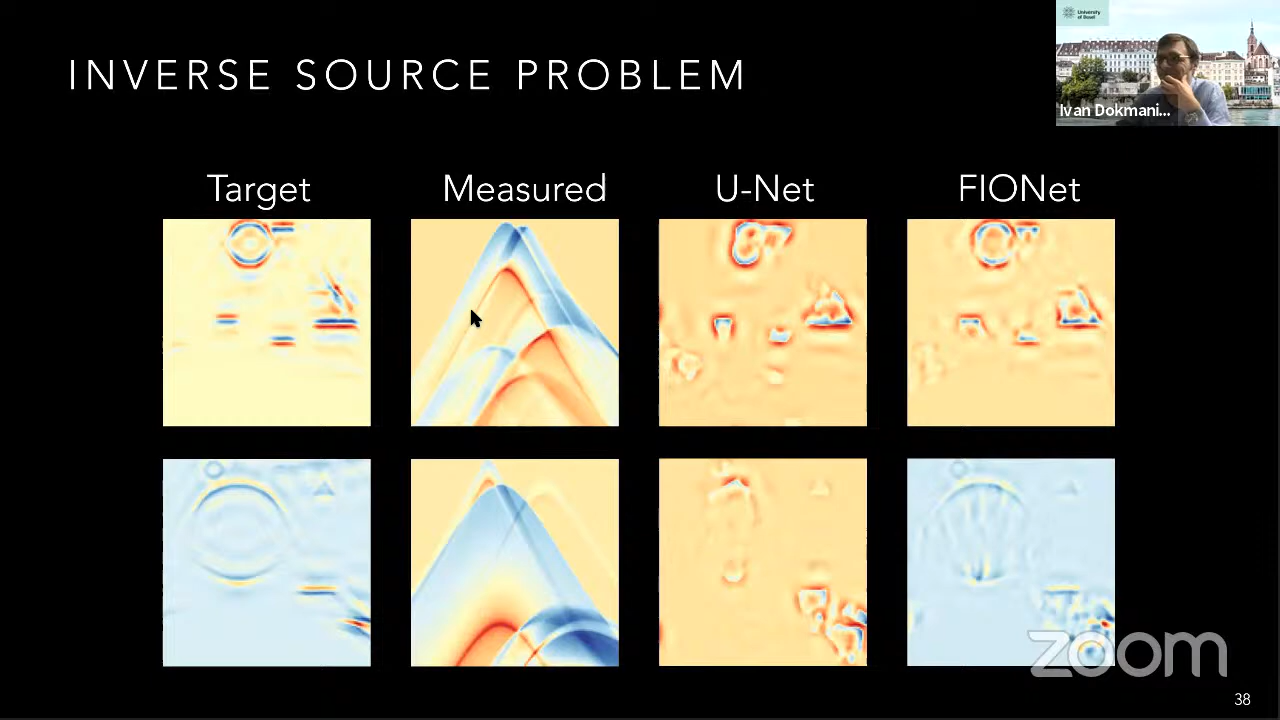 INVERSE SOURCE PROBLEM
University
of Basel
Ivan Dokmani...
Target
Measured
U-Net
FIONet
zoom
38